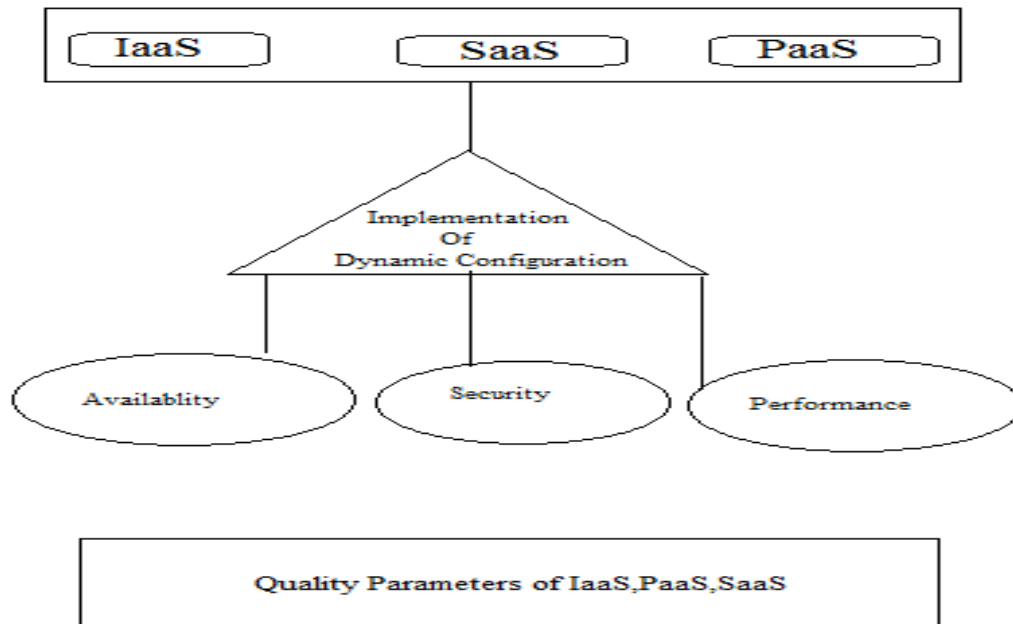 IaaS SaaS PaaS
Implementation
Of
Dynamic Configuration
Availablity Security Performance
Quality Parameters of IaaS,PaaS,SaaS